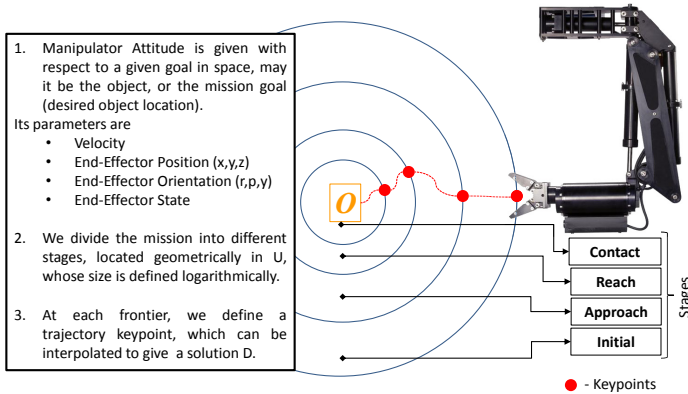 1. Manipulator Attitude is given with
respect to a given goal in space, may
it be the object, or the mission goal
(desired object location).
Its parameters are
• Velocity
• End-Effector Position (x,y,z)
• End-Effector Orientation (r,p,y)
• End-Effector State
2. We divide the mission into different
stages, located geometrically in U,
whose size is defined logarithmically.
3. At each frontier, we define a
trajectory keypoint, which can be
interpolated to give a solution D.
O
Contact
Reach
Approach
Initial
Stages
- Keypoints